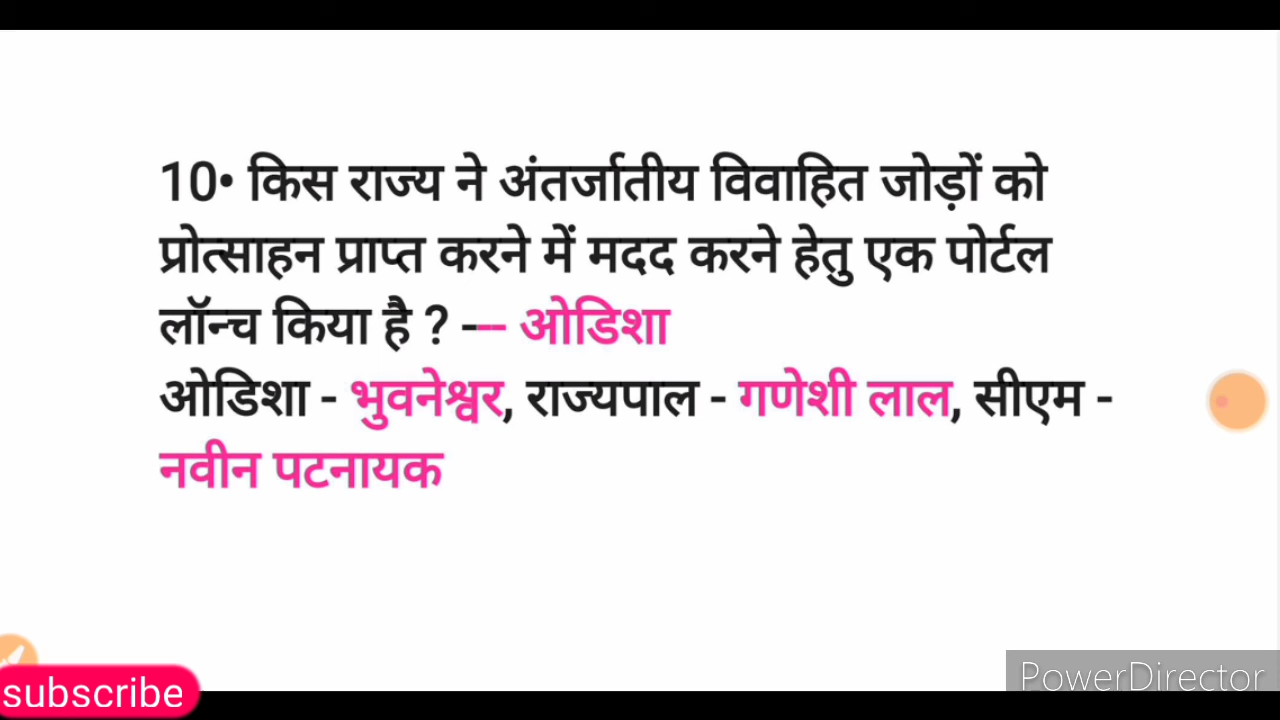 10• किस राज्य ने अंतर्जातीय विवाहित जोड़ों को
प्रोत्साहन प्राप्त करने में मदद करने हेतु एक पोर्टल
लॉन्च किया है ? --- ओडिशा
ओडिशा - भुवनेश्वर, राज्यपाल - गणेशी लाल, सीएम -
नवीन पटनायक
subscribe
PowerDirector